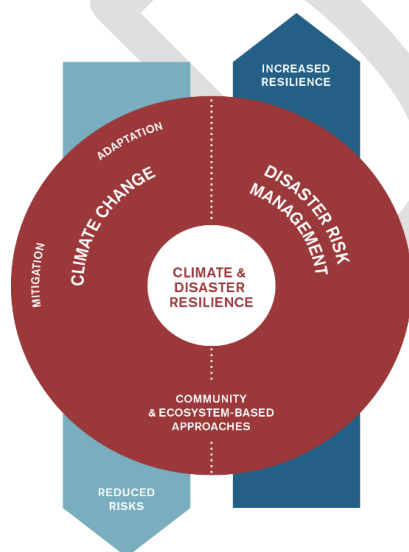 INCREASED
RESILIENCE
ADAPTATION
CLIMATE CHANGE
MITIGATION
DISASTER RISK
MANAGEMENT
CLIMATE &
DISASTER
RESILIENCE
COMMUNITY
& ECOSYSTEM-BASED
APPROACHES
REDUCED
RISKS